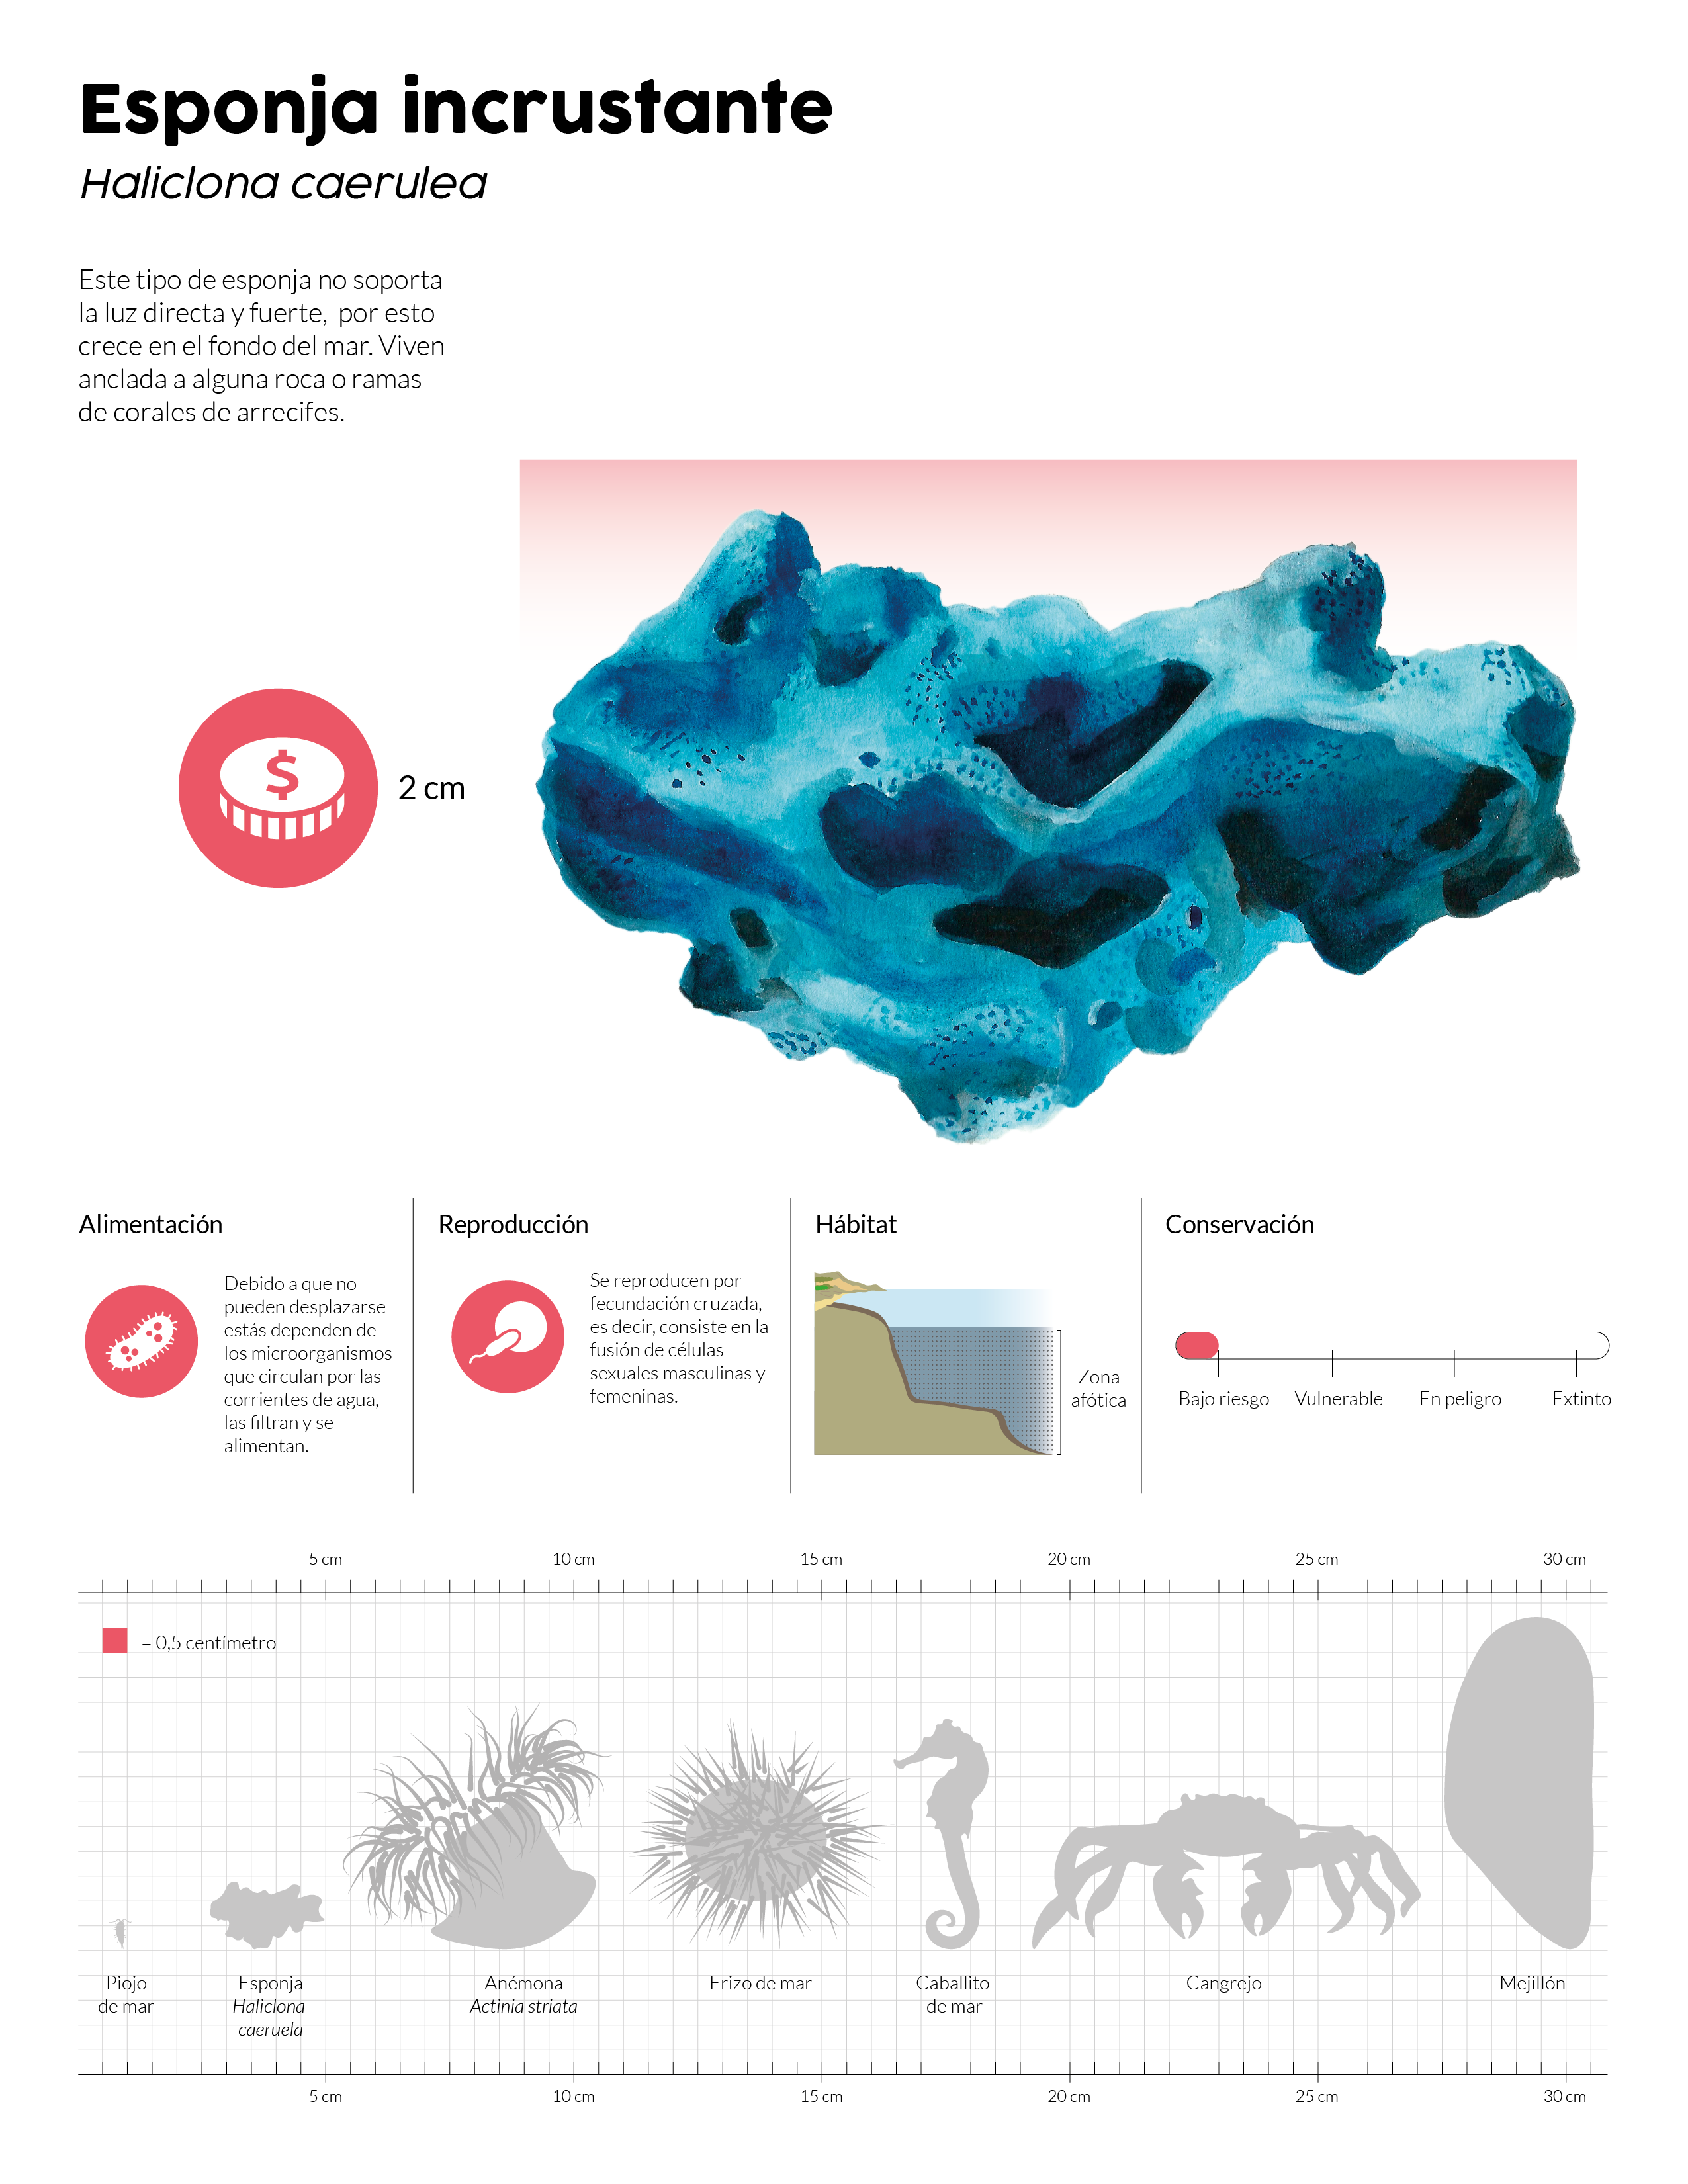 Esponja incrustante
Haliclona caerulea
Este tipo de esponja no soporta
la luz directa y fuerte,  por esto
crece en el fondo del mar. Viven
anclada a alguna roca o ramas
de corales de arrecifes.
$
2 cm
Alimentación
Debido a que no
pueden desplazarse
estás dependen de
los microorganismos
que circulan por las
corrientes de agua,
las filtran y se
alimentan.
Reproducción
Se reproducen por
fecundación cruzada,
es decir, consiste en la
fusión de células
sexuales masculinas y
femeninas.
Hábitat
Zona
afótica
Conservación
Bajo riesgo
Vulnerable
En peligro
Extinto
5 cm
10 cm
15 cm
20 cm
25 cm
30 cm
= 0,5 centímetro
Piojo
de mar
Esponja
Haliclona
caeruela
Anémona
Actinia striata
Erizo de mar
Caballito
de mar
Cangrejo
Mejillón
5 cm
10 cm
15 cm
20 cm
25 cm
30 cm